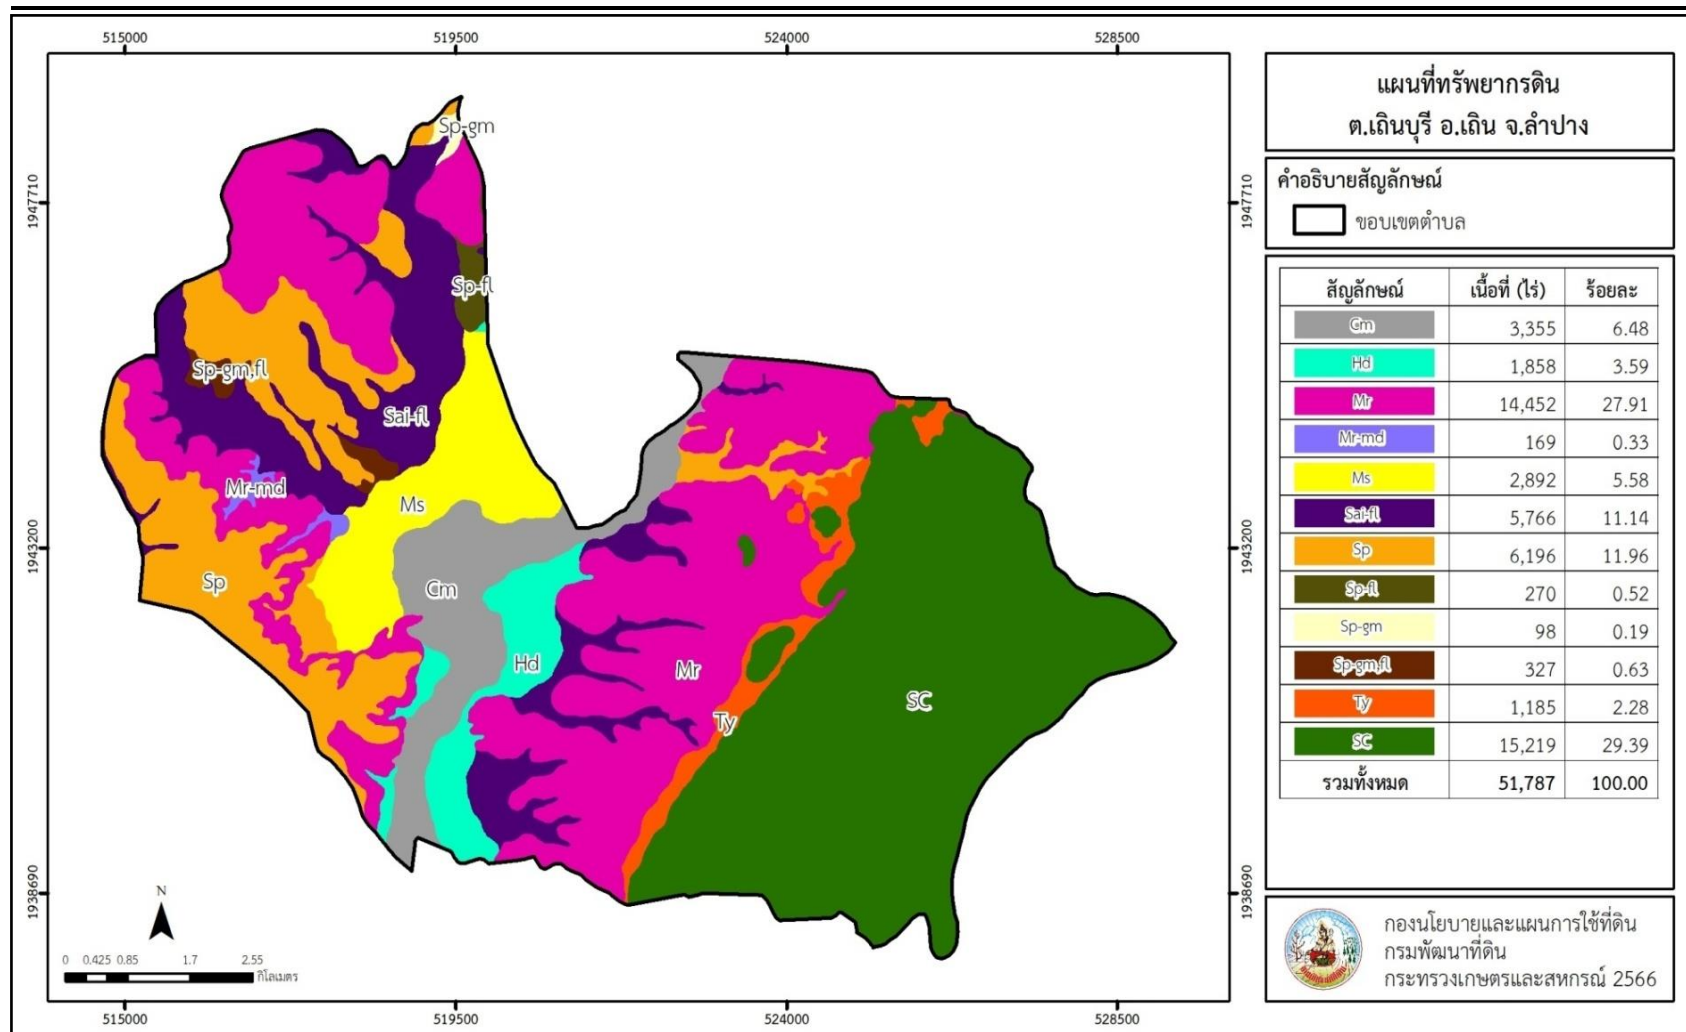 515000 519500 524000 528500
1947710 1947710
1943200 1943200
1938690 1938690
515000 519500 524000 528500
Sp-gm
Sp-fl
Sp-gm,fl
Sai-fl
Mr-md
Ms
Sp
Cm
Hd
Mr
SC
Ty
N
0 0.425 0.85 1.7 2.55
กิโลเมตร
แผนที่ทรัพยากรดิน
ต.เถินบุรี อ.เถิน จ.ลำปาง
คำอธิบายสัญลักษณ์
ขอบเขตตำบล
สัญลักษณ์ เนื้อที่ (ไร่) ร้อยละ
Cm 3,355 6.48
Hd 1,858 3.59
Mr 14,452 27.91
Mr-md 169 0.33
Ms 2,892 5.58
Sai-fl 5,766 11.14
Sp 6,196 11.96
Sp-fl 270 0.52
Sp-gm 98 0.19
Sp-gm,fl 327 0.63
Ty 1,185 2.28
SC 15,219 29.39
รวมทั้งหมด 51,787 100.00
กองนโยบายและแผนการใช้ที่ดิน
กรมพัฒนาที่ดิน
กระทรวงเกษตรและสหกรณ์ 2566